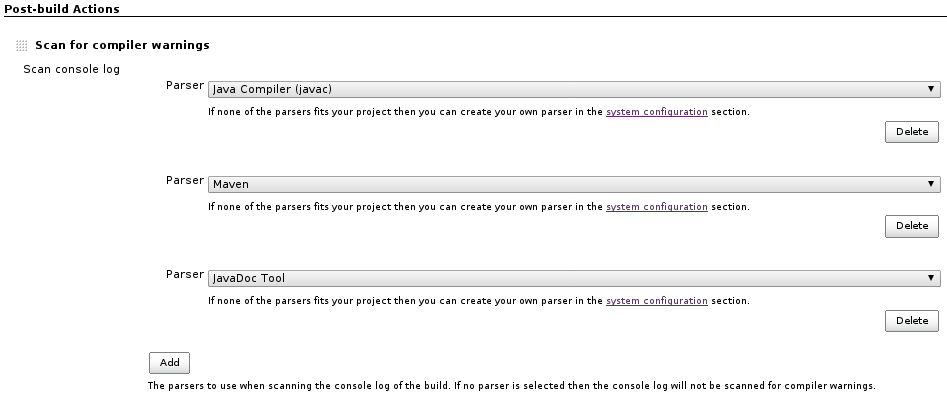 Post-build Actions
Scan for compiler warnings
Scan console log
Parser Java Compiler (javac)
If none of the parsers fits your project then you can create your own parser in the system configuration section.
Delete
Parser Maven
If none of the parsers fits your project then you can create your own parser in the system configuration section.
Delete
Parser JavaDoc Tool
If none of the parsers fits your project then you can create your own parser in the system configuration section.
Delete
Add
The parsers to use when scanning the console log of the build. If no parser is selected then the console log will not be scanned for compiler warnings.